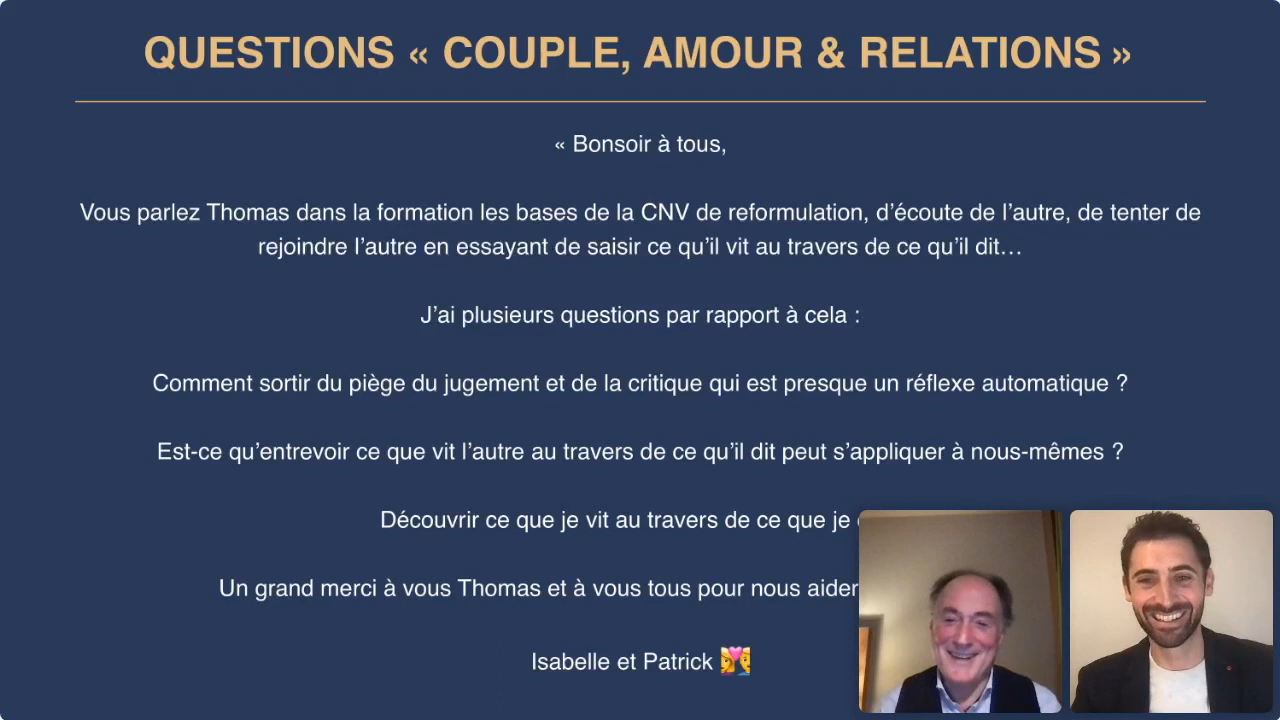 QUESTIONS « COUPLE, AMOUR & RELATIONS »
« Bonsoir à tous,
Vous parlez Thomas dans la formation les bases de la CNV de reformulation, d’écoute de l’autre, de tenter de
rejoindre l’autre en essayant de saisir ce qu’il vit au travers de ce qu’il dit…
J’ai plusieurs questions par rapport à cela :
Comment sortir du piège du jugement et de la critique qui est presque un réflexe automatique ?
Est-ce qu’entrevoir ce que vit l’autre au travers de ce qu’il dit peut s’appliquer à nous-mêmes ?
Découvrir ce que je vit au travers de ce que je
Un grand merci à vous Thomas et à vous tous pour nous aider
Isabelle et Patrick 💏